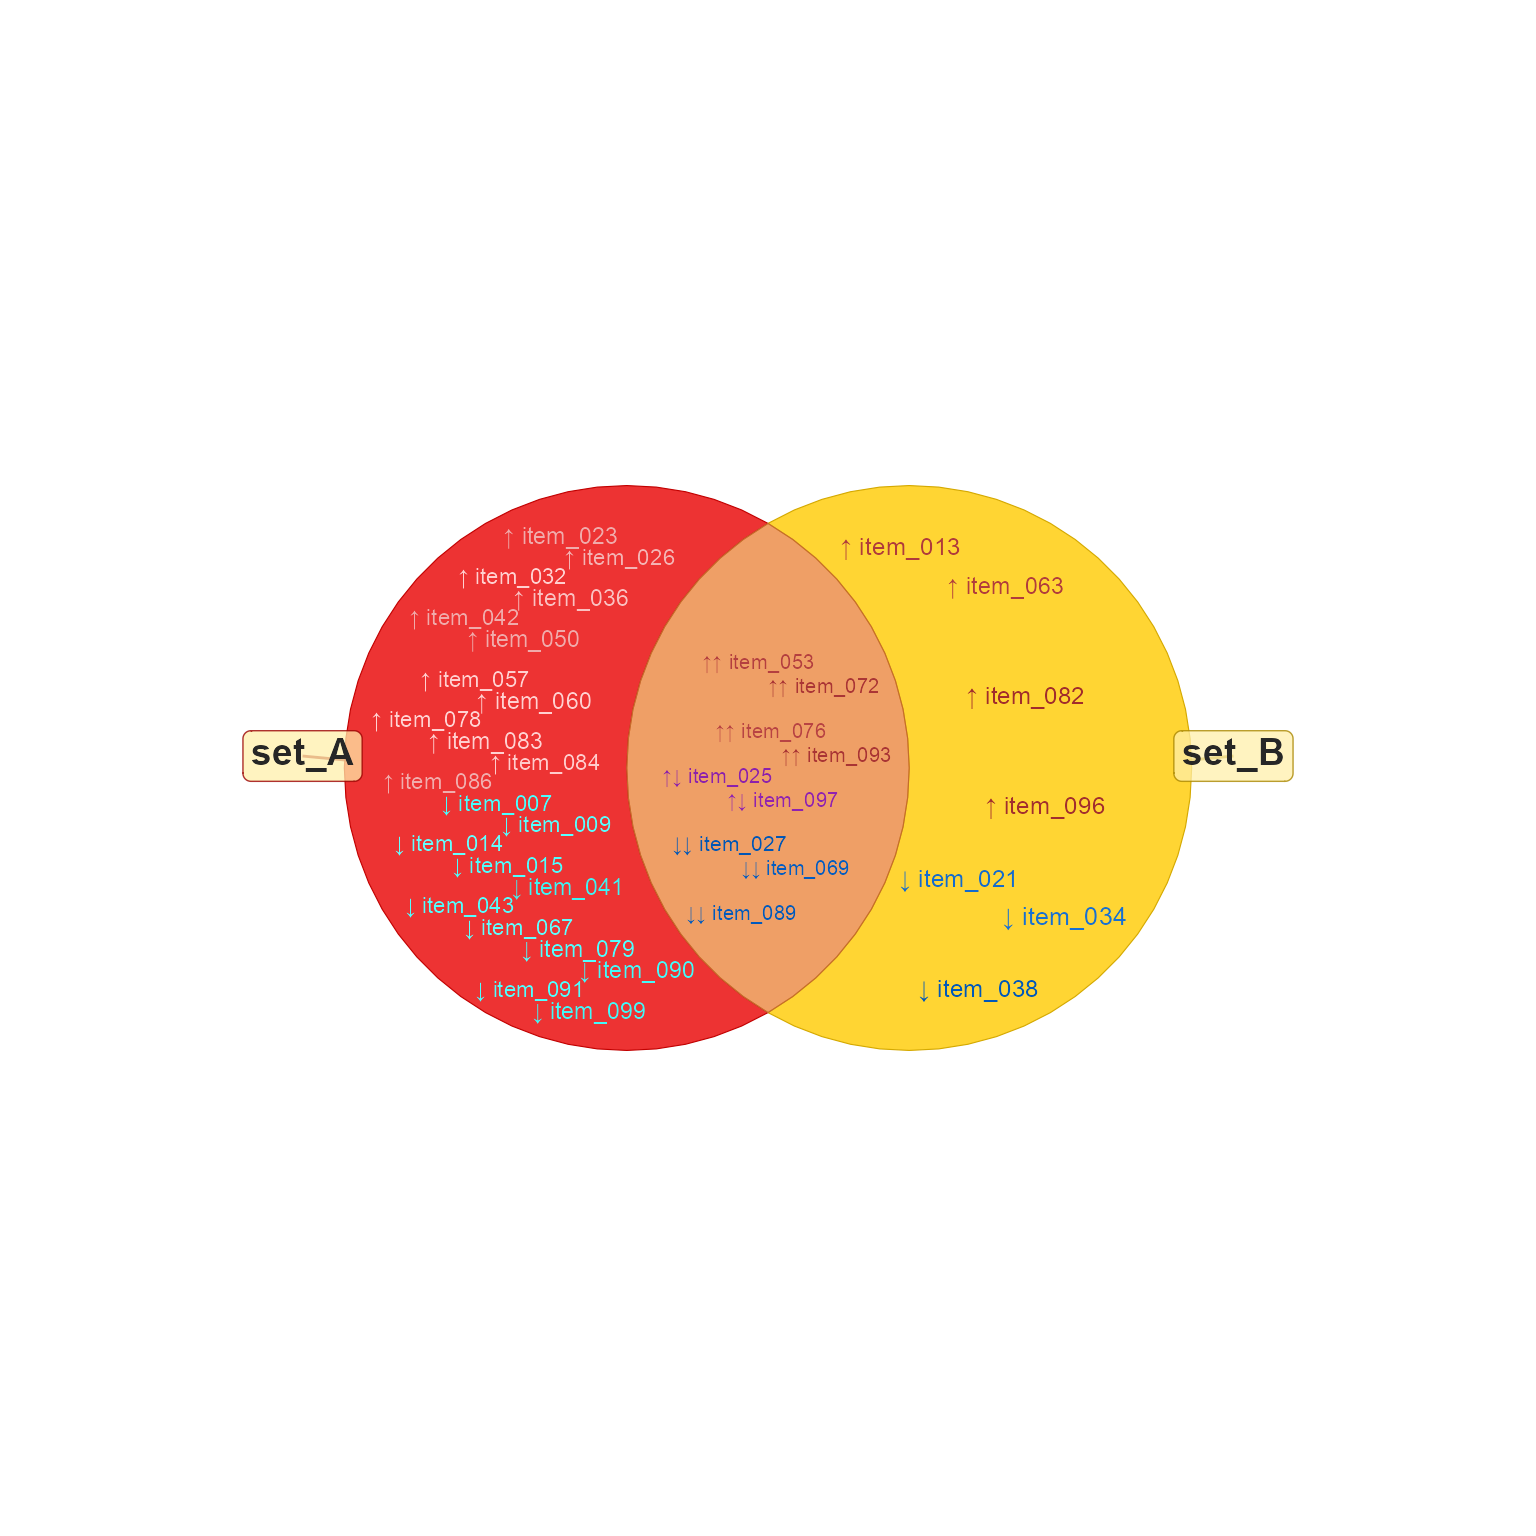 ↑ item_023
↑ item_026
↑ item_032
↑ item_036
↑ item_042
↑ item_050
↑ item_057
↑ item_060
↑ item_078
↑ item_083
↑ item_084
↑ item_086
↓ item_007
↓ item_009
↓ item_014
↓ item_015
↓ item_041
↓ item_043
↓ item_067
↓ item_079
↓ item_090
↓ item_091
↓ item_099
set_A
↑↑ item_053
↑↑ item_072
↑↑ item_076
↑↑ item_093
↑↓ item_025
↑↓ item_097
↓↓ item_027
↓↓ item_069
↓↓ item_089
↑ item_013
↑ item_063
↑ item_082
↑ item_096
↓ item_021
↓ item_034
↓ item_038
set_B